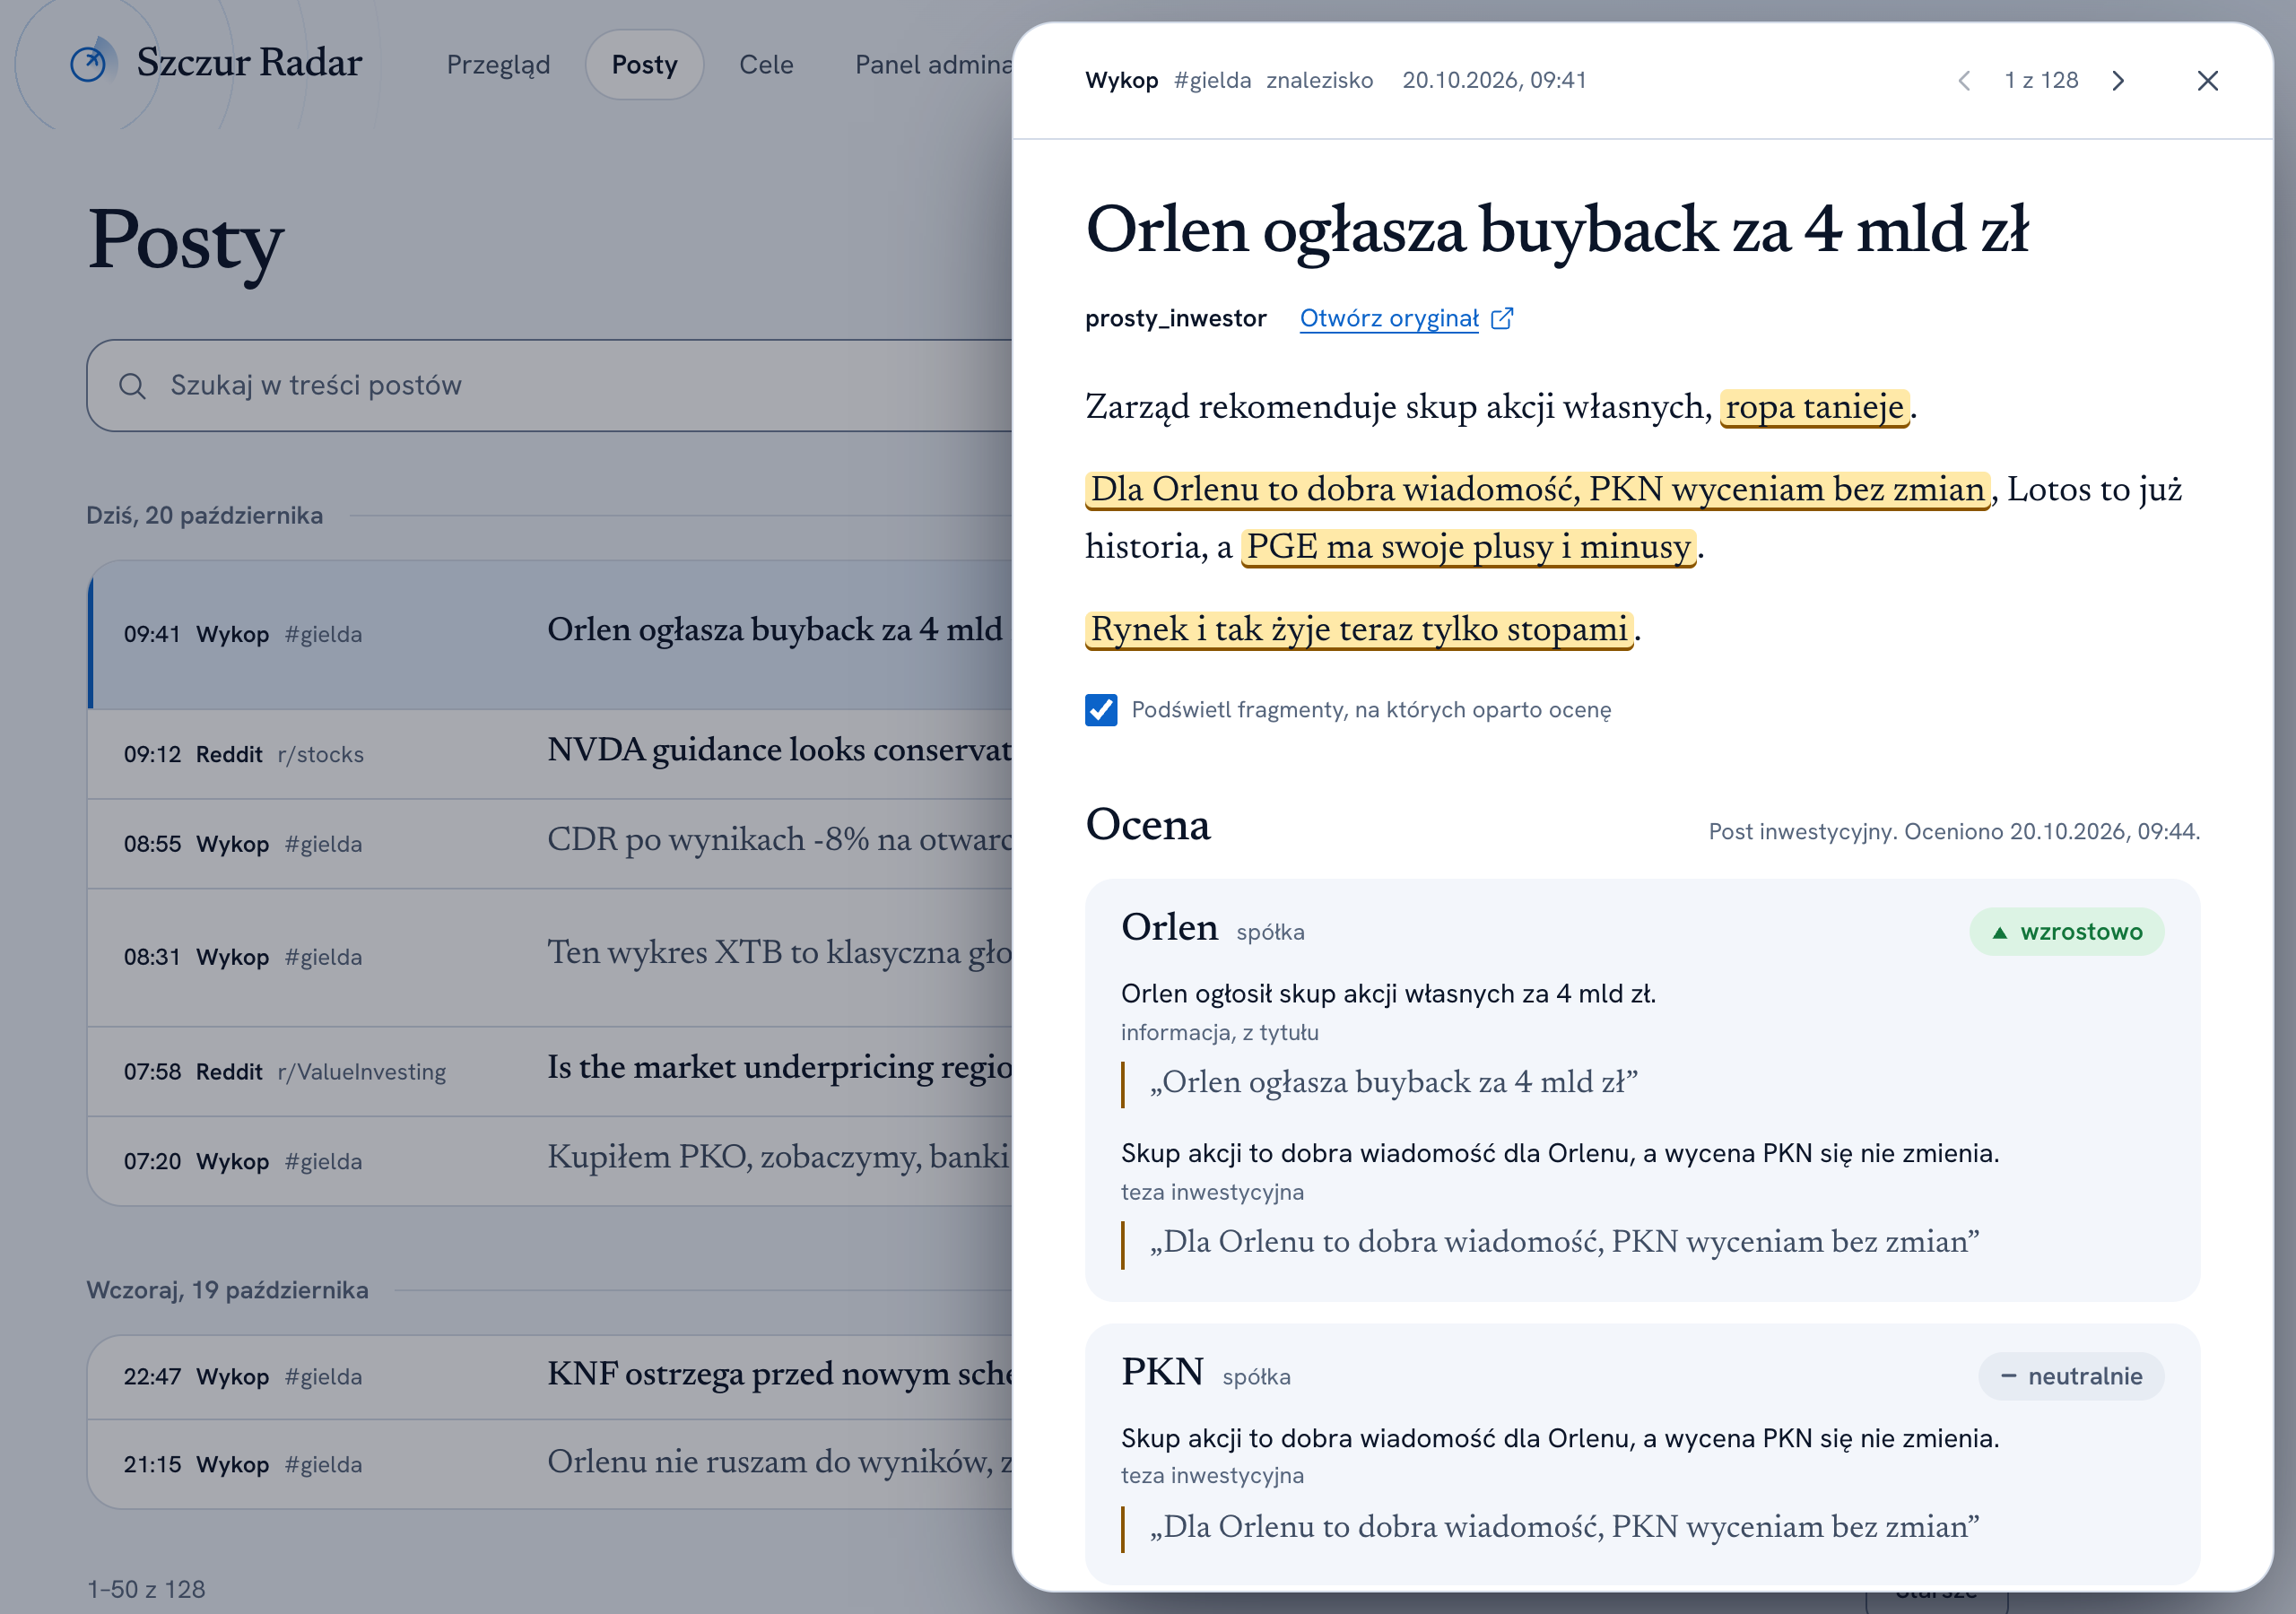 Szczur Radar
Przegląd
Posty
Cele
Panel admina
Posty
Szukaj w treści postów
Dziś, 20 października
09:41 Wykop #gielda Orlen ogłasza buyback za 4 mld
09:12 Reddit r/stocks NVDA guidance looks
08:55 Wykop #gielda CDR po wynikach -8% na
08:31 Wykop #gielda Ten wykres XTB to klasyczna
07:58 Reddit r/ValueInvesting Is the market underpricing
07:20 Wykop #gielda Kupiłem PKO, zobaczymy, banki
Wczoraj, 19 października
22:47 Wykop #gielda KNF ostrzega przed nowym
21:15 Wykop #gielda Orlenu nie ruszam do wyników,
1–50 z 128
Wykop #gielda znalezisko 20.10.2026, 09:41
1 z 128
Orlen ogłasza buyback za 4 mld zł
prosty_inwestor Otwórz oryginał
Zarząd rekomenduje skup akcji własnych, ropa tanieje.
Dla Orlenu to dobra wiadomość, PKN wyceniam bez zmian, Lotos to już
historia, a PGE ma swoje plusy i minusy.
Rynek i tak żyje teraz tylko stopami.
Podświetl fragmenty, na których oparto ocenę
Ocena
Post inwestycyjny. Oceniono 20.10.2026, 09:44.
Orlen spółka
wzrostowo
Orlen ogłosił skup akcji własnych za 4 mld zł.
informacja, z tytułu
„Orlen ogłasza buyback za 4 mld zł”
Skup akcji to dobra wiadomość dla Orlenu, a wycena PKN się nie zmienia.
teza inwestycyjna
„Dla Orlenu to dobra wiadomość, PKN wyceniam bez zmian”
PKN spółka
neutralnie
Skup akcji to dobra wiadomość dla Orlenu, a wycena PKN się nie zmienia.
teza inwestycyjna
„Dla Orlenu to dobra wiadomość, PKN wyceniam bez zmian”